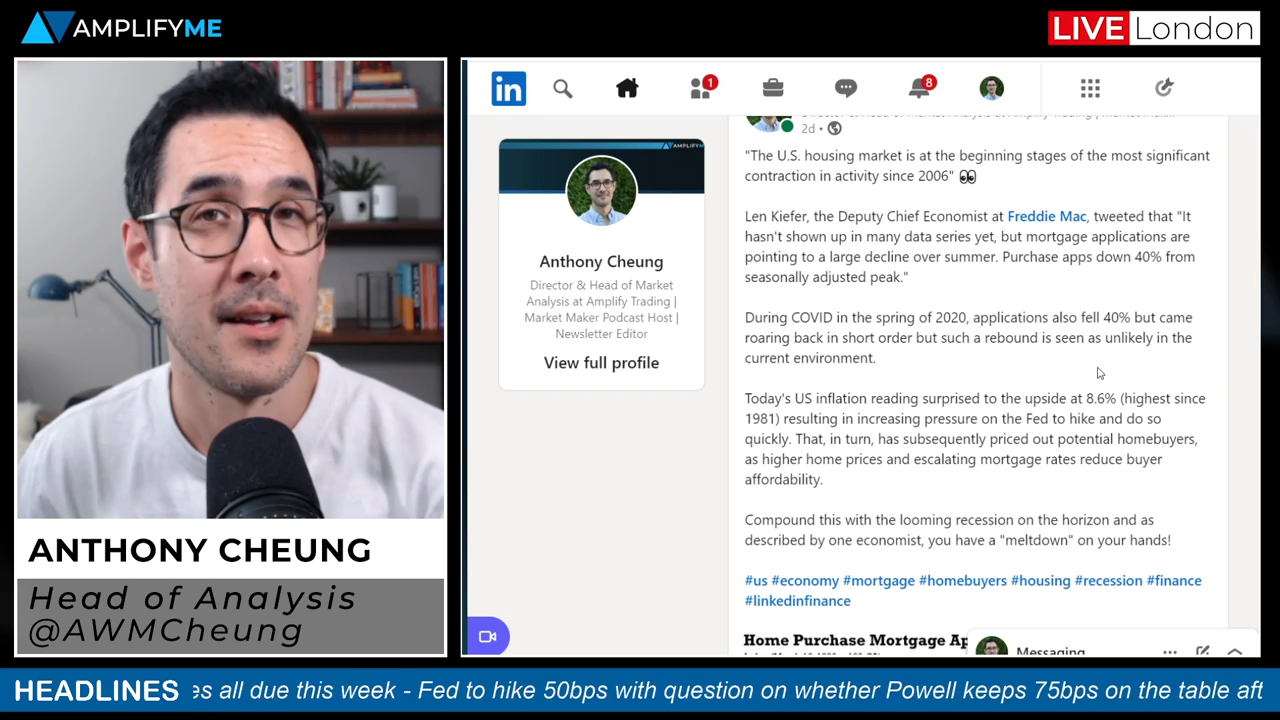 AMPLIFYME
LIVE London
in
1
8
2d •
Anthony Cheung
Director & Head of Market
Analysis at Amplify Trading |
Market Maker Podcast Host |
Newsletter Editor
View full profile
AMPLIFYME
"The U.S. housing market is at the beginning stages of the most significant
contraction in activity since 2006" 👀
Len Kiefer, the Deputy Chief Economist at Freddie Mac, tweeted that "It
hasn't shown up in many data series yet, but mortgage applications are
pointing to a large decline over summer. Purchase apps down 40% from
seasonally adjusted peak."
During COVID in the spring of 2020, applications also fell 40% but came
roaring back in short order but such a rebound is seen as unlikely in the
current environment.
Today's US inflation reading surprised to the upside at 8.6% (highest since
1981) resulting in increasing pressure on the Fed to hike and do so
quickly. That, in turn, has subsequently priced out potential homebuyers,
as higher home prices and escalating mortgage rates reduce buyer
affordability.
Compound this with the looming recession on the horizon and as
described by one economist, you have a "meltdown" on your hands!
#us #economy #mortgage #homebuyers #housing #recession #finance
#linkedinfinance
Home Purchase Mortgage Ap
Messaging
ANTHONY CHEUNG
Head of Analysis
@AWMCheung
HEADLINES es all due this week - Fed to hike 50bps with question on whether Powell keeps 75bps on the table aft